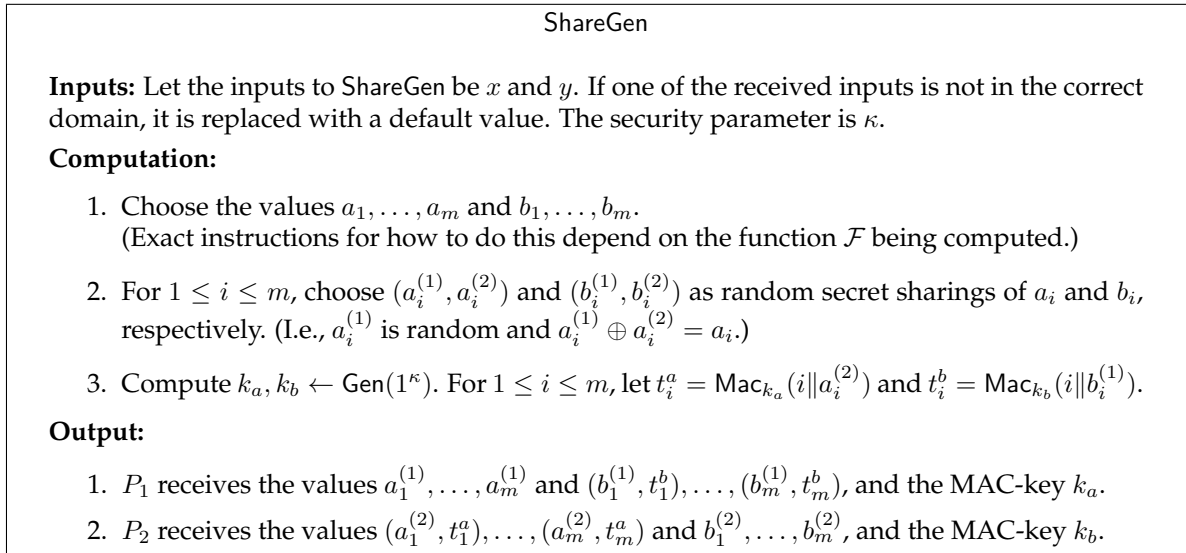 ShareGen
Inputs: Let the inputs to ShareGen be x and y. If one of the received inputs is not in the correct
domain, it is replaced with a default value. The security parameter is κ.
Computation:
1. Choose the values a_1, . . . , a_m and b_1, . . . , b_m.
(Exact instructions for how to do this depend on the function F being computed.)
2. For 1 ≤ i ≤ m, choose (a_i^{(1)}, a_i^{(2)}) and (b_i^{(1)}, b_i^{(2)}) as random secret sharings of a_i and b_i,
respectively. (I.e., a_i^{(1)} is random and a_i^{(1)} ⊕ a_i^{(2)} = a_i.)
3. Compute k_a, k_b ← Gen(1^κ). For 1 ≤ i ≤ m, let t_i^a = Mac_{k_a}(i‖a_i^{(2)}) and t_i^b = Mac_{k_b}(i‖b_i^{(1)}).
Output:
1. P_1 receives the values a_1^{(1)}, . . . , a_m^{(1)} and (b_1^{(1)}, t_1^b), . . . , (b_m^{(1)}, t_m^b), and the MAC-key k_a.
2. P_2 receives the values (a_1^{(2)}, t_1^a), . . . , (a_m^{(2)}, t_m^a) and b_1^{(2)}, . . . , b_m^{(2)}, and the MAC-key k_b.